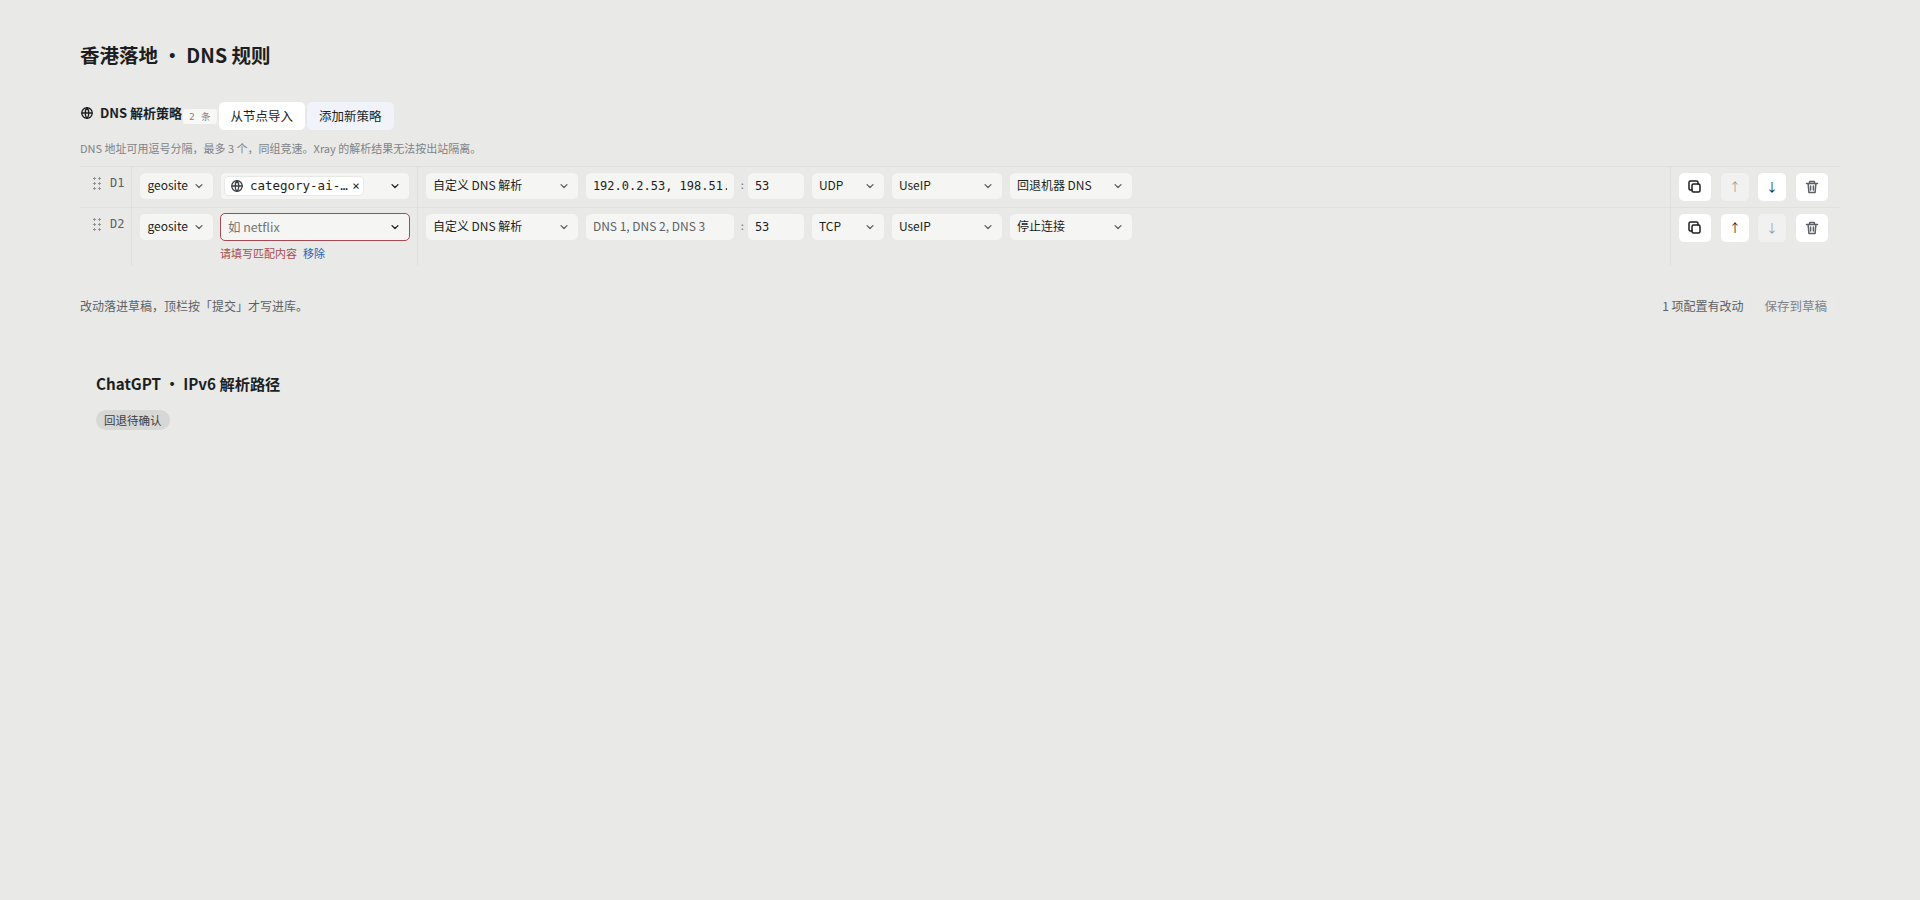 香港落地 · DNS 规则
DNS 解析策略 2 条 从节点导入 添加新策略
DNS 地址可用逗号分隔，最多 3 个，同组竞速。Xray 的解析结果无法按出站隔离。
D1 geosite category-ai-… × 自定义 DNS 解析 192.0.2.53, 198.51. : 53 UDP UseIP 回退机器 DNS ↑ ↓
D2 geosite 如 netflix 自定义 DNS 解析 DNS 1, DNS 2, DNS 3 : 53 TCP UseIP 停止连接 ↑ ↓
请填写匹配内容 移除
改动落进草稿，顶栏按「提交」才写进库。 1 项配置有改动 保存到草稿
ChatGPT · IPv6 解析路径
回退待确认